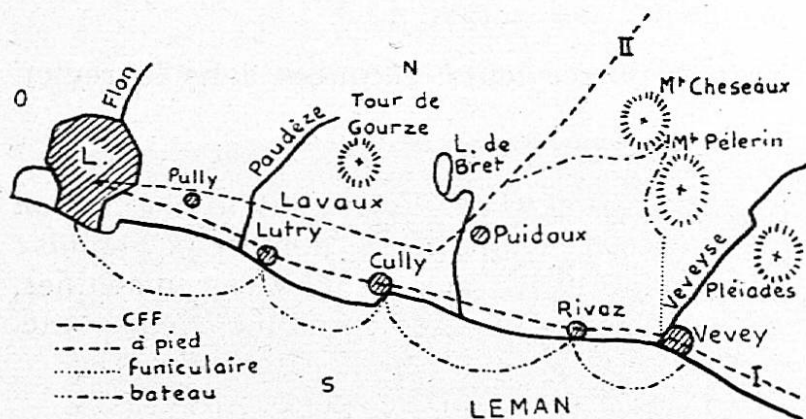 II
N
O
Flon
Tour de
Gourze
Mt Cheseaux
Mt Pélerin
L. de
Bret
Paudèze
L.
Pully
Lavaux
Lutry
Puidoux
Cully
Veveyse
Pléiades
Rivaz
Vevey
I
CFF
à pied
funiculaire
bateau
S
LEMAN